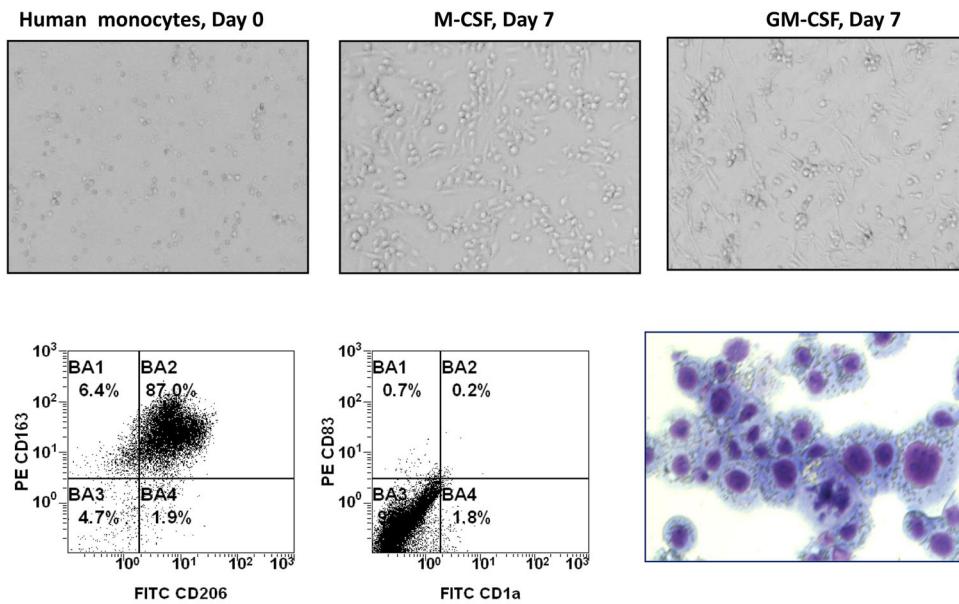 Human monocytes, Day 0
M-CSF, Day 7
GM-CSF, Day 7
10³
10²
10¹
10⁰
PE CD163
BA1
6.4%
BA2
87.0%
BA3
4.7%
BA4
1.9%
10⁰ 10¹ 10² 10³
FITC CD206
10³
10²
10¹
10⁰
PE CD83
BA1
0.7%
BA2
0.2%
BA3
BA4
1.8%
10⁰ 10¹ 10² 10³
FITC CD1a